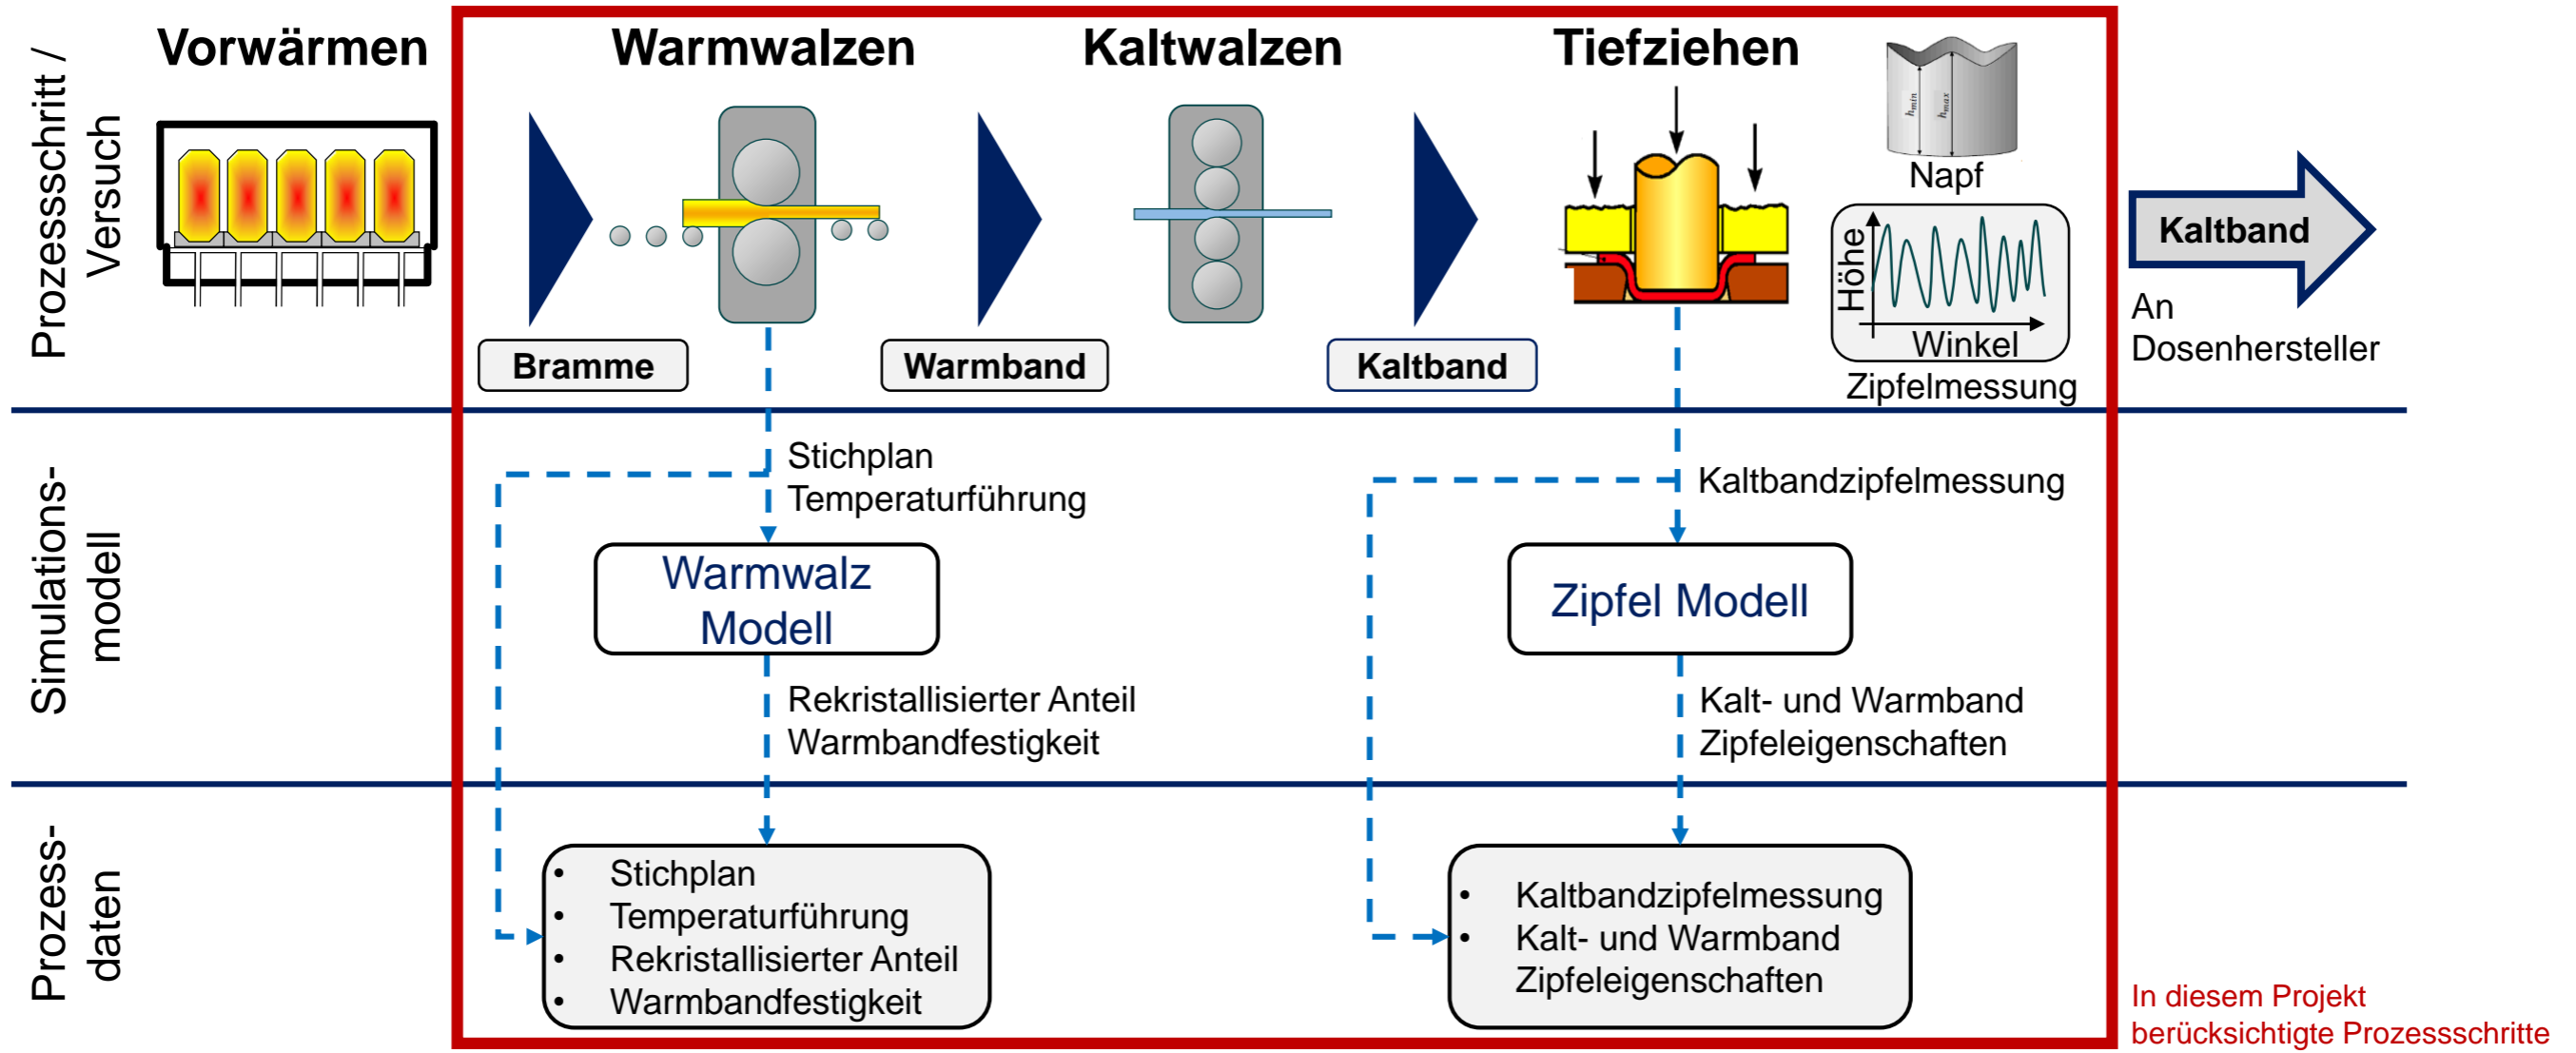 Prozessschritt /
Versuch
Vorwärmen
Warmwalzen
Kaltwalzen
Tiefziehen
h_min
h_max
Napf
Höhe
Winkel
Zipfelmessung
Bramme
Warmband
Kaltband
Kaltband
An
Dosenhersteller
Simulations-
modell
Stichplan
Temperaturführung
Kaltbandzipfelmessung
Warmwalz
Modell
Zipfel Modell
Rekristallisierter Anteil
Warmbandfestigkeit
Kalt- und Warmband
Zipfeleigenschaften
Prozess-
daten
• Stichplan
• Temperaturführung
• Rekristallisierter Anteil
• Warmbandfestigkeit
• Kaltbandzipfelmessung
• Kalt- und Warmband
Zipfeleigenschaften
In diesem Projekt
berücksichtigte Prozessschritte